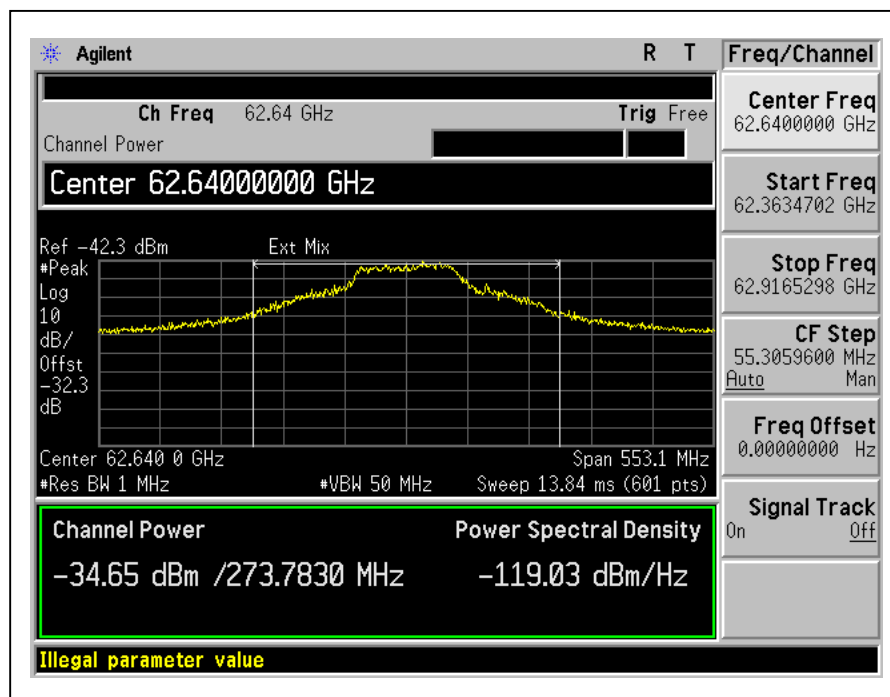 Agilent R T Freq/Channel
Ch Freq 62.64 GHz Trig Free
Channel Power
Center 62.64000000 GHz
Ref -42.3 dBm Ext Mix
#Peak
Log
10
dB/
Offst
-32.3
dB
Center 62.640 0 GHz Span 553.1 MHz
#Res BW 1 MHz #VBW 50 MHz Sweep 13.84 ms (601 pts)
Channel Power Power Spectral Density
-34.65 dBm /273.7830 MHz -119.03 dBm/Hz
Illegal parameter value
Center Freq
62.6400000 GHz
Start Freq
62.3634702 GHz
Stop Freq
62.9165298 GHz
CF Step
55.3059600 MHz
Auto Man
Freq Offset
0.00000000 Hz
Signal Track
On Off